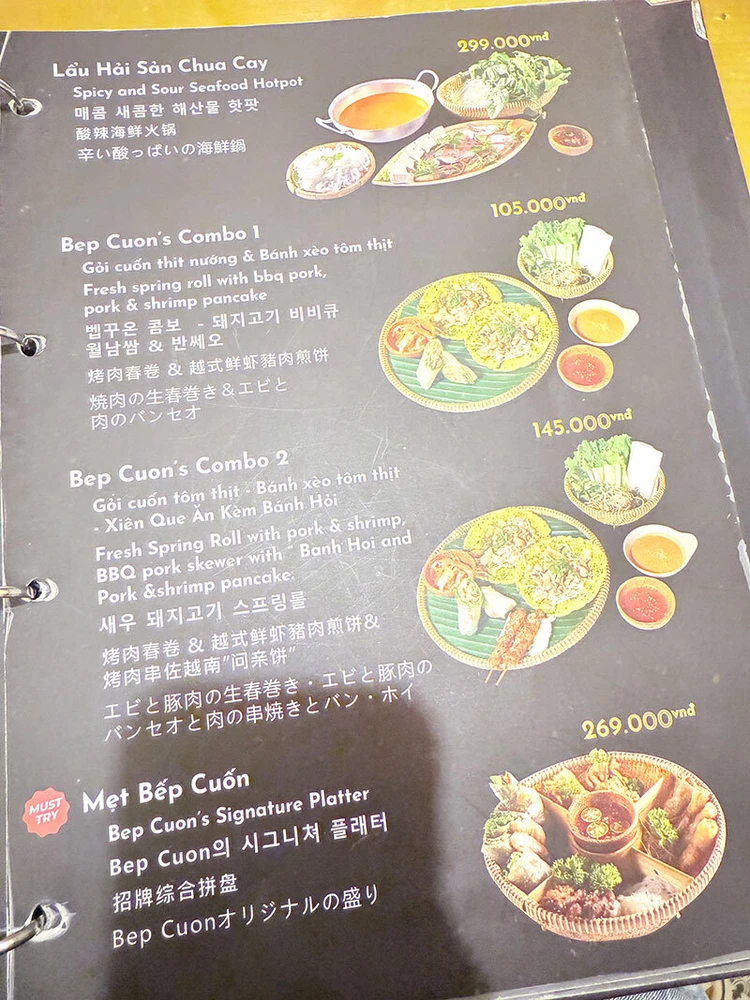 Lẩu Hải Sản Chua Cay
299.000vnđ
Spicy and Sour Seafood Hotpot
매콤 새콤한 해산물 핫팟
酸辣海鲜火锅
辛い酸っぱいの海鮮鍋
Bep Cuon's Combo 1
105.000vnđ
Gỏi cuốn thịt nướng & Bánh xèo tôm thịt
Fresh spring roll with bbq pork,
pork & shrimp pancake
벱꾸온 콤보 - 돼지고기 비비큐
월남쌈 & 반쎄오
烤肉春卷 & 越式鲜虾豬肉煎饼
焼肉の生春巻き＆エビと
肉のバンセオ
Bep Cuon's Combo 2
145.000vnđ
Gỏi cuốn tôm thịt - Bánh xèo tôm thịt
- Xiên Que Ăn Kèm Bánh Hỏi
Fresh Spring Roll with pork & shrimp,
BBQ pork skewer with " Banh Hoi and
Pork &shrimp pancake.
새우 돼지고기 스프링롤
烤肉春卷 & 越式鲜虾豬肉煎饼&
烤肉串佐越南"问亲饼"
エビと豚肉の生春巻き・エビと豚肉の
バンセオと肉の串焼きとバン・ホイ
MUST
TRY
Mẹt Bếp Cuốn
269.000vnđ
Bep Cuon's Signature Platter
Bep Cuon의 시그니쳐 플래터
招牌综合拼盘
Bep Cuonオリジナルの盛り